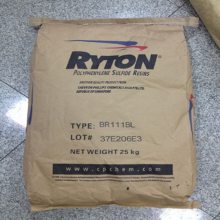 RYTON
POLYPHENYLENE SULFIDE RESINS
TYPE: BR111BL
LOT# 37E206E3
NET WEIGHT 25 kg
www.cpchem.com